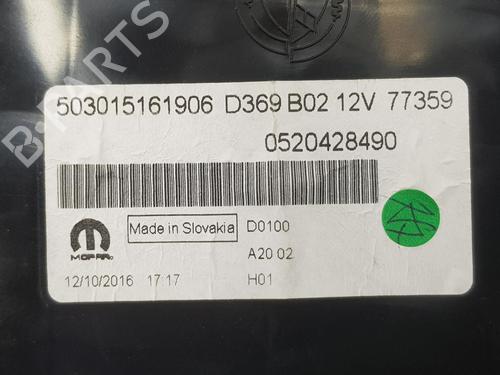 B-PARTS
503015161906 D369 B02 12V 77359
0520428490
Made in Slovakia D0100
MOPAR A20 02
12/10/2016 17:17 H01